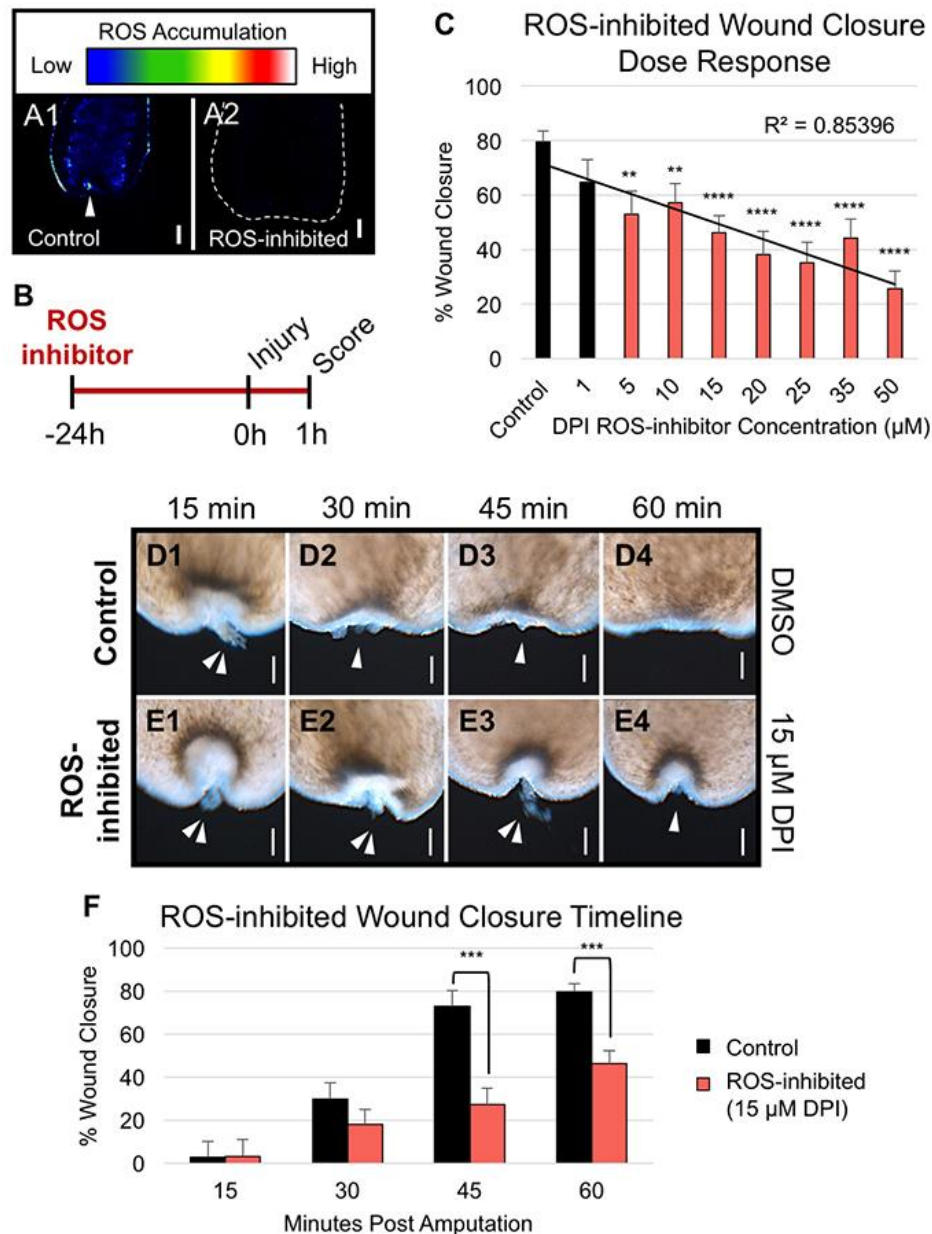 ROS Accumulation
Low High
A1 A2
Control ROS-inhibited
B
ROS
inhibitor
Injury
Score
-24h 0h 1h
C ROS-inhibited Wound Closure
Dose Response
R² = 0.85396
% Wound Closure
100
80
60
40
20
0
** ** **** **** **** **** ****
Control 1 5 10 15 20 25 35 50
DPI ROS-inhibitor Concentration (µM)
15 min 30 min 45 min 60 min
Control
D1 D2 D3 D4
DMSO
ROS-
inhibited
E1 E2 E3 E4
15 µM DPI
F ROS-inhibited Wound Closure Timeline
% Wound Closure
100
80
60
40
20
0
*** ***
15 30 45 60
Minutes Post Amputation
Control
ROS-inhibited
(15 µM DPI)